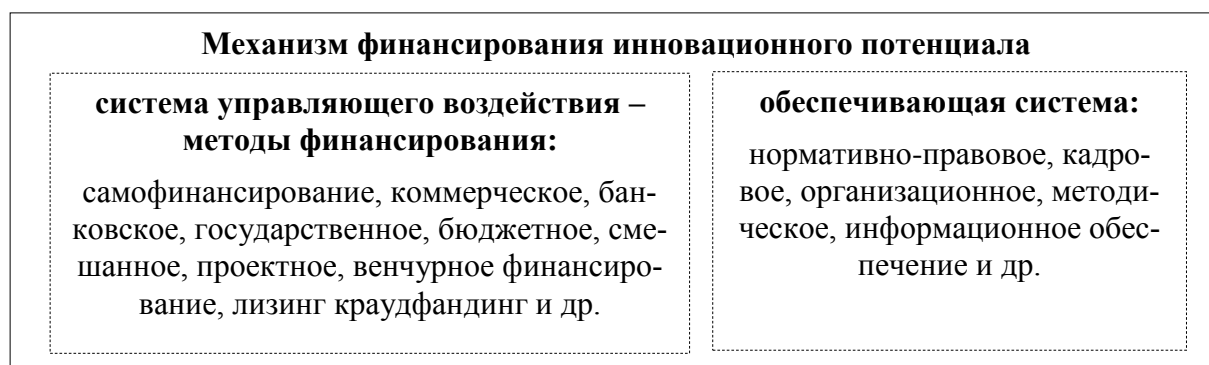 Механизм финансирования инновационного потенциала
система управляющего воздействия –
методы финансирования:
самофинансирование, коммерческое, бан-
ковское, государственное, бюджетное, сме-
шанное, проектное, венчурное финансиро-
вание, лизинг краудфандинг и др.
обеспечивающая система:
нормативно-правовое, кадро-
вое, организационное, методи-
ческое, информационное обес-
печение и др.